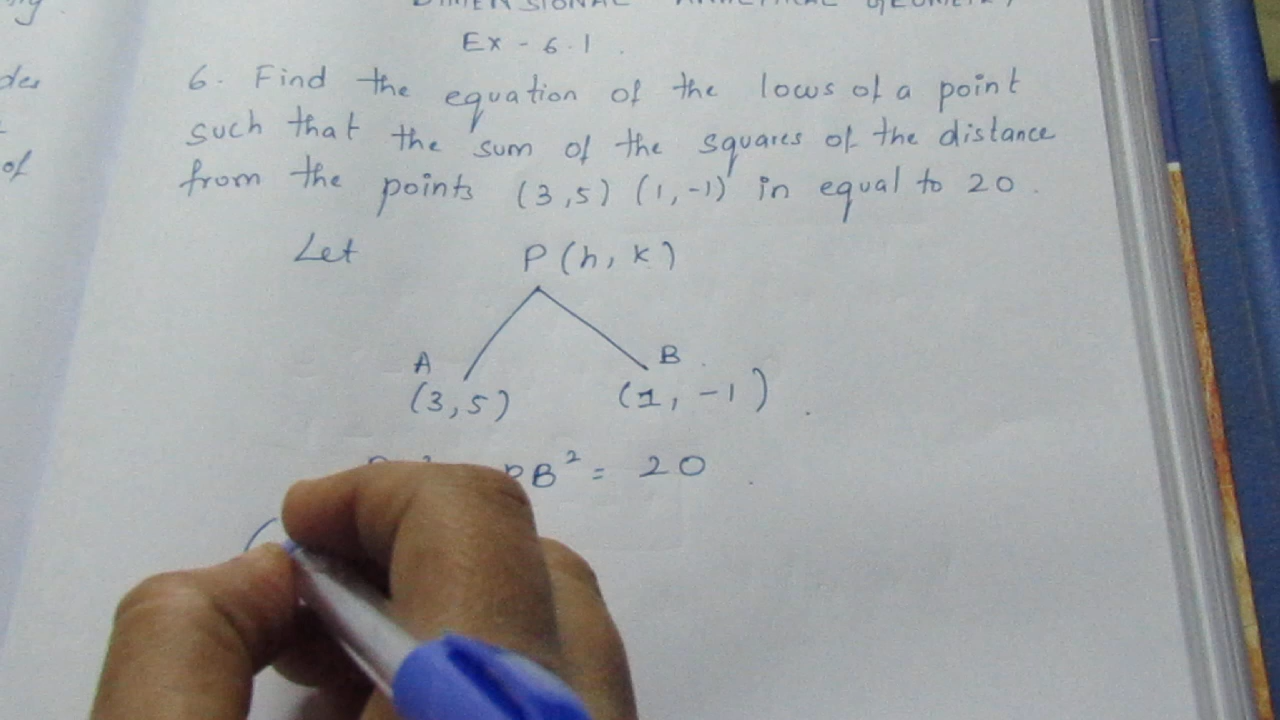 Ex - 6.1.
6. Find the equation of the locus of a point
such that the sum of the squares of the distance
from the points (3,5) (1,-1) in equal to 20.
Let P(h, k)
A B
(3,5) (1, -1).
PB² = 20
of